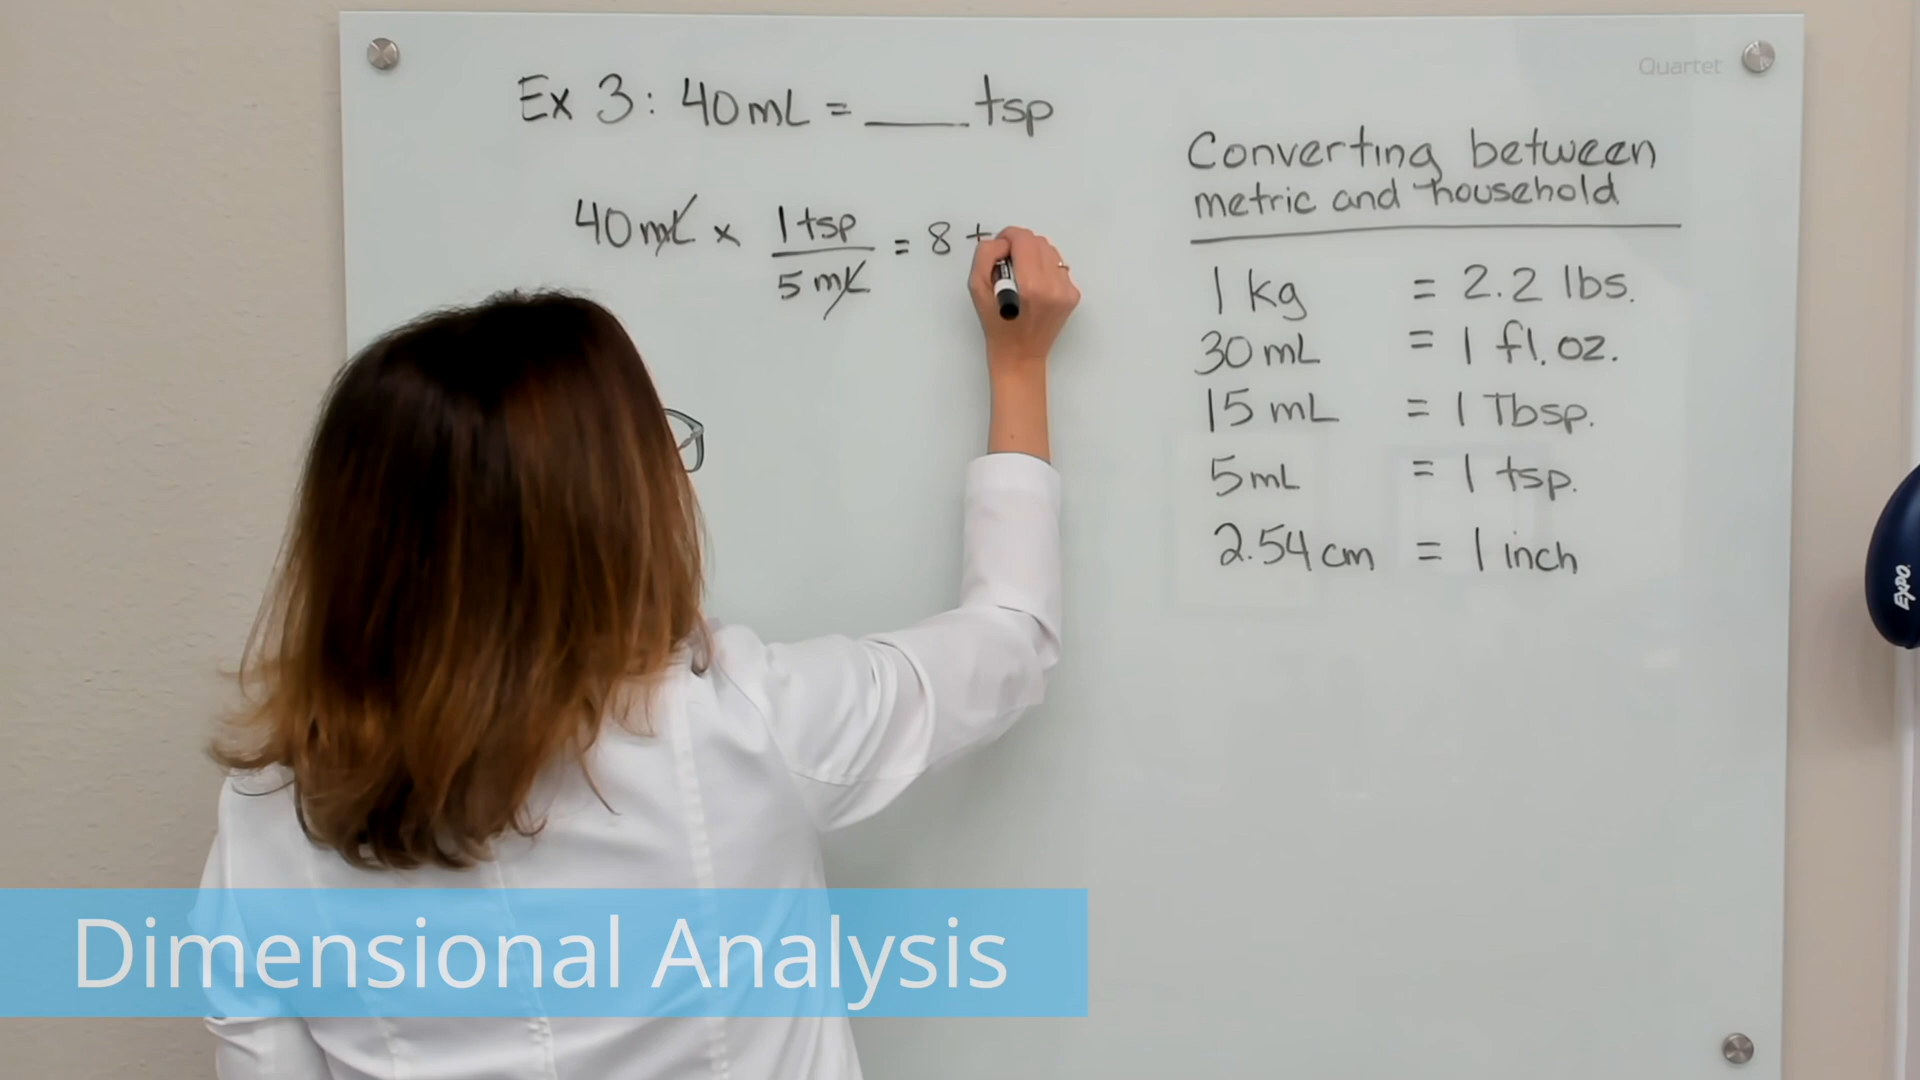 Quartet
Ex 3: 40 mL = ____ tsp
40 mL x 1 tsp = 8
5 mL
Converting between
metric and household
1 kg = 2.2 lbs.
30 mL = 1 fl. oz.
15 mL = 1 Tbsp.
5 mL = 1 tsp.
2.54 cm = 1 inch
EXPO
Dimensional Analysis